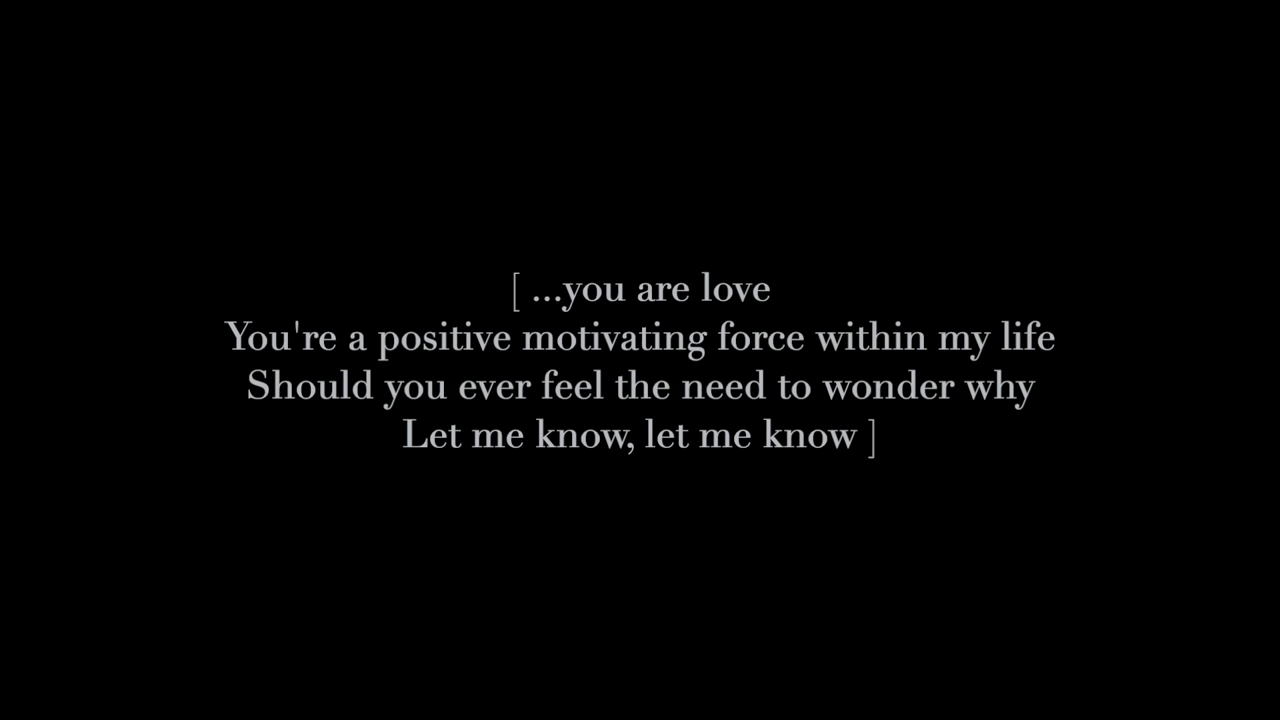 [ ...you are love
You're a positive motivating force within my life
Should you ever feel the need to wonder why
Let me know, let me know ]